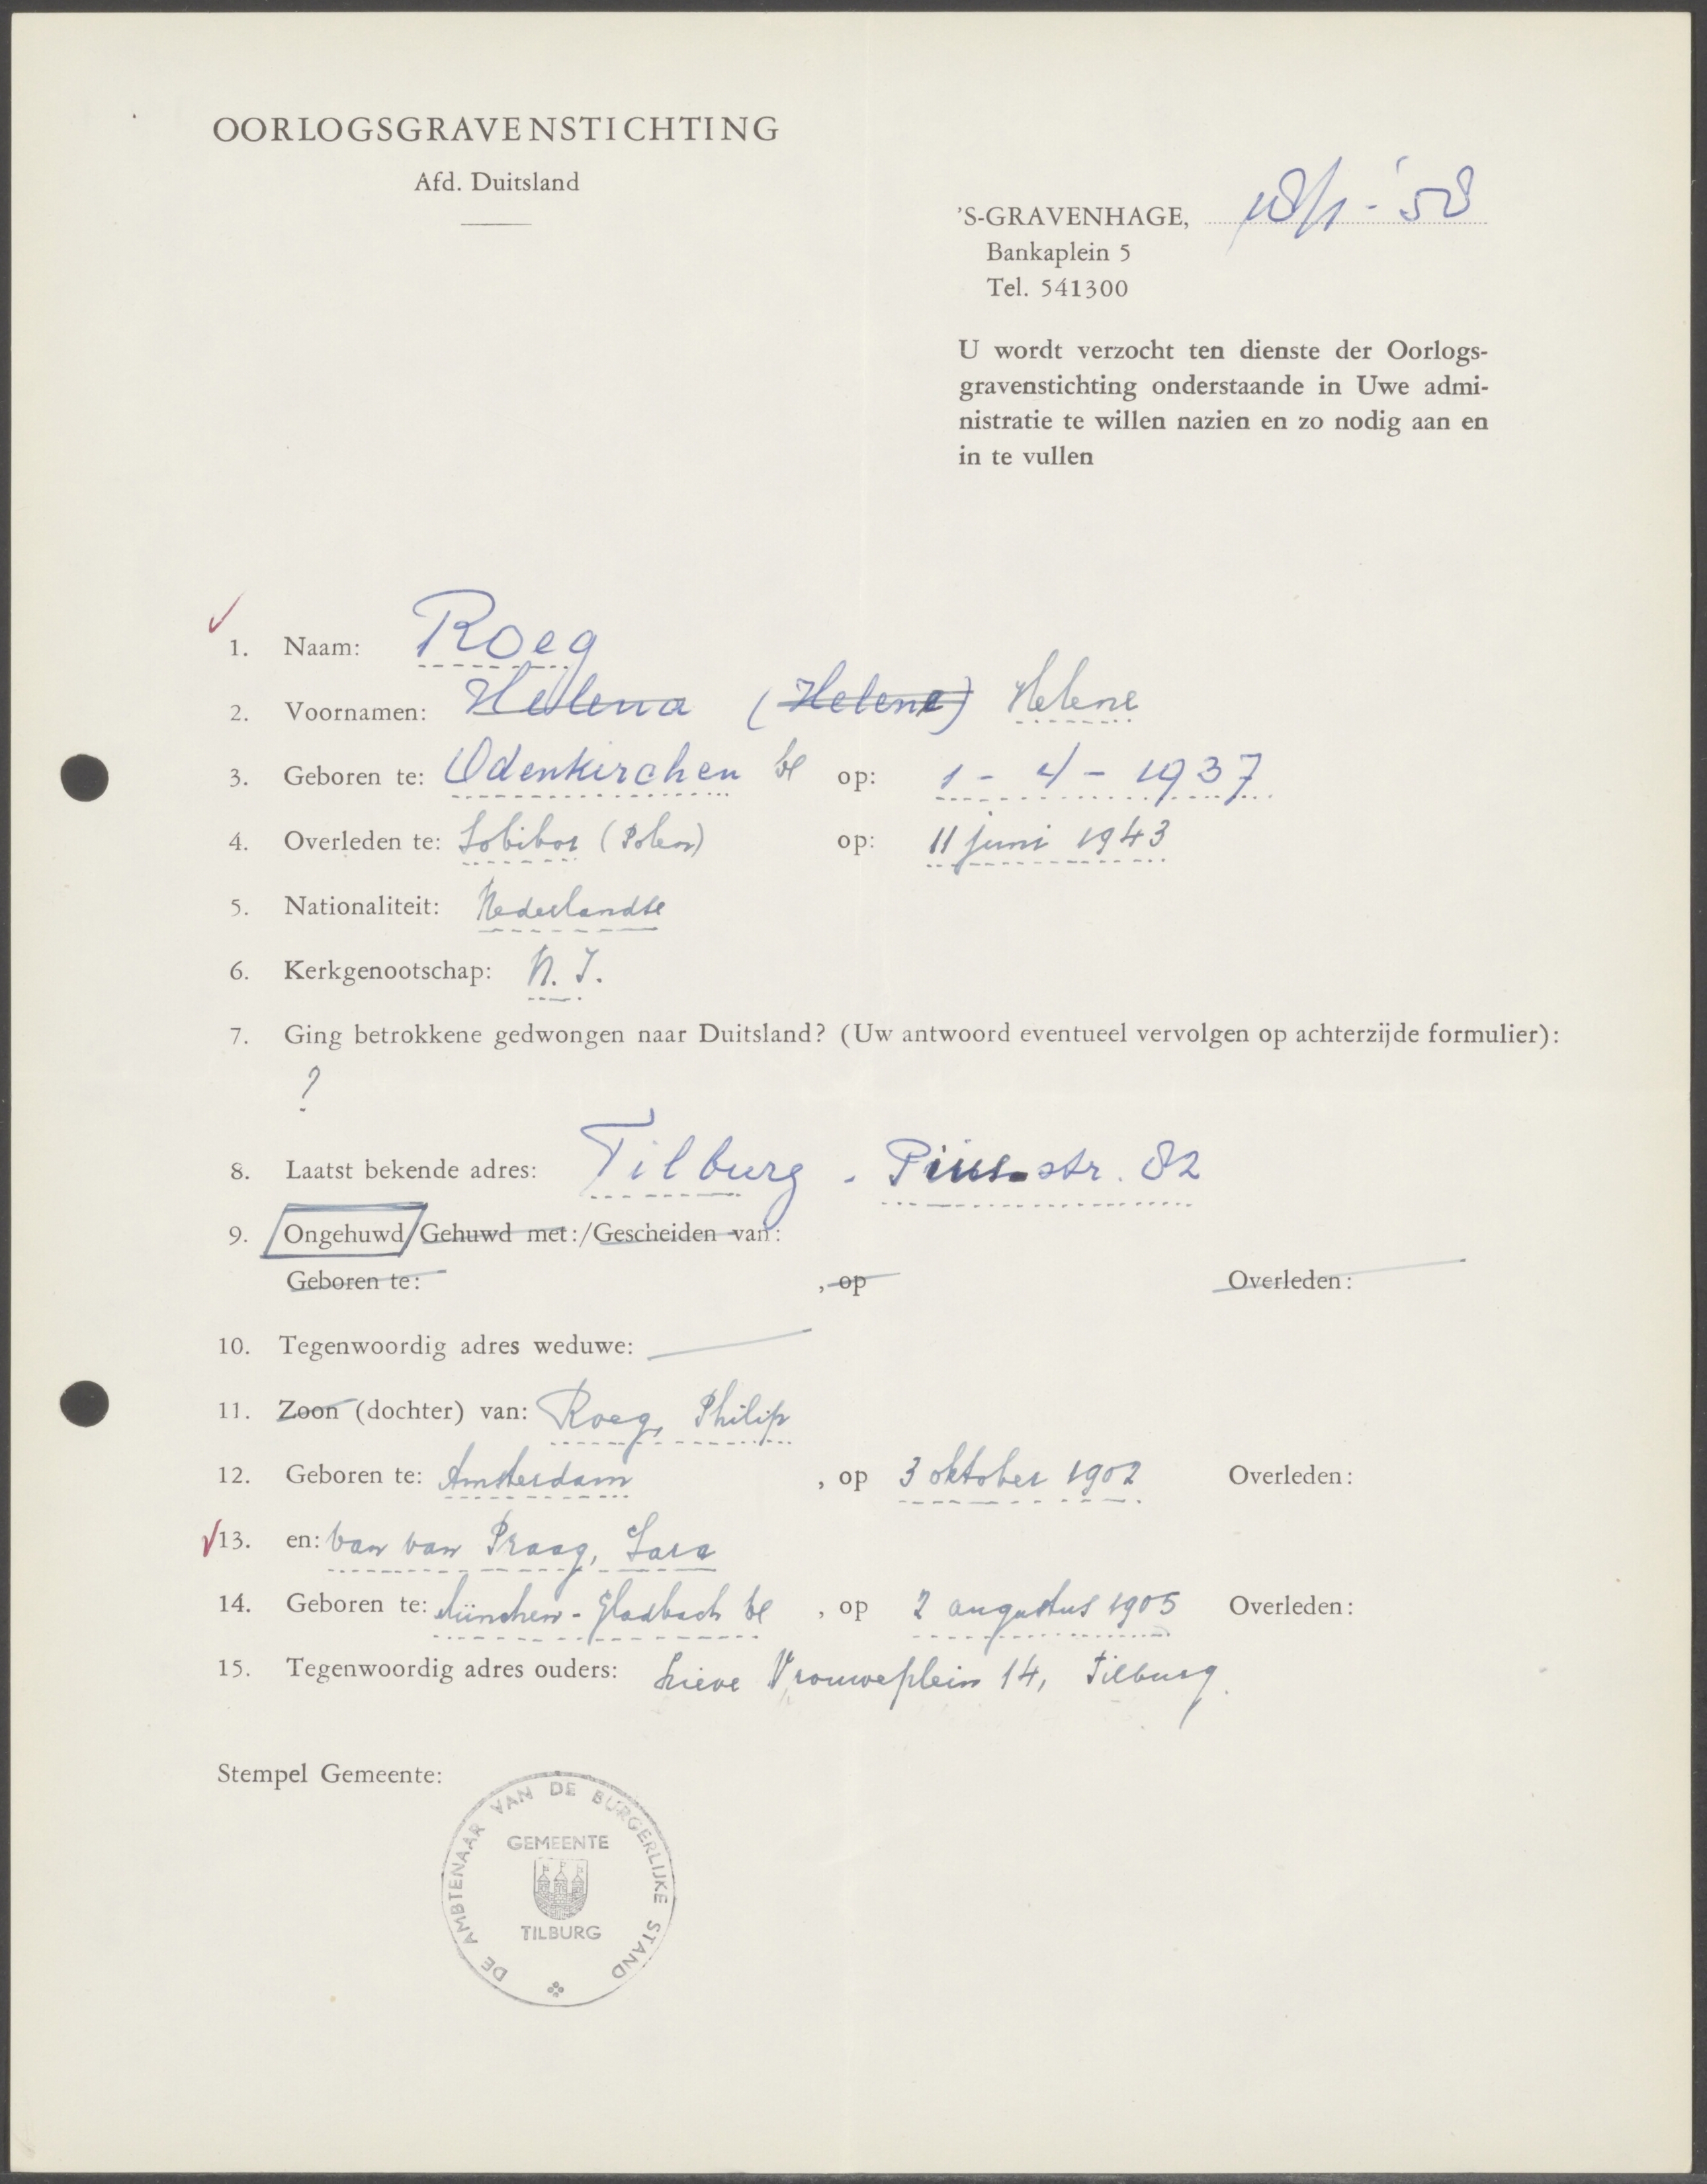 OORLOGSGRAVENSTICHTING
Afd. Duitsland
'S-GRAVENHAGE, 18/1-'58
Bankaplein 5
Tel. 541300
U wordt verzocht ten dienste der Oorlogs-
gravenstichting onderstaande in Uwe admi-
nistratie te willen nazien en zo nodig aan en
in te vullen
1. Naam: Roeg
2. Voornamen: Helena (Helene) Helene
3. Geboren te: Odenkirchen op: 1-4-1937
4. Overleden te: Sobibor (Polen) op: 11 juni 1943
5. Nationaliteit: Nederlandse
6. Kerkgenootschap: N.I.
7. Ging betrokkene gedwongen naar Duitsland? (Uw antwoord eventueel vervolgen op achterzijde formulier):
?
8. Laatst bekende adres: Tilburg - Piusstr. 82
9. Ongehuwd/Gehuwd met:/Gescheiden van:
Geboren te: , op Overleden:
10. Tegenwoordig adres weduwe:
11. Zoon (dochter) van: Roeg, Philip
12. Geboren te: Amsterdam , op 3 oktober 1902 Overleden:
13. en: van van Praag, Sara
14. Geboren te: München-Gladbach , op 2 augustus 1905 Overleden:
15. Tegenwoordig adres ouders: Lieve Vrouweplein 14, Tilburg.
Stempel Gemeente:
DE AMBTENAAR VAN DE BURGERLIJKE STAND
GEMEENTE
TILBURG